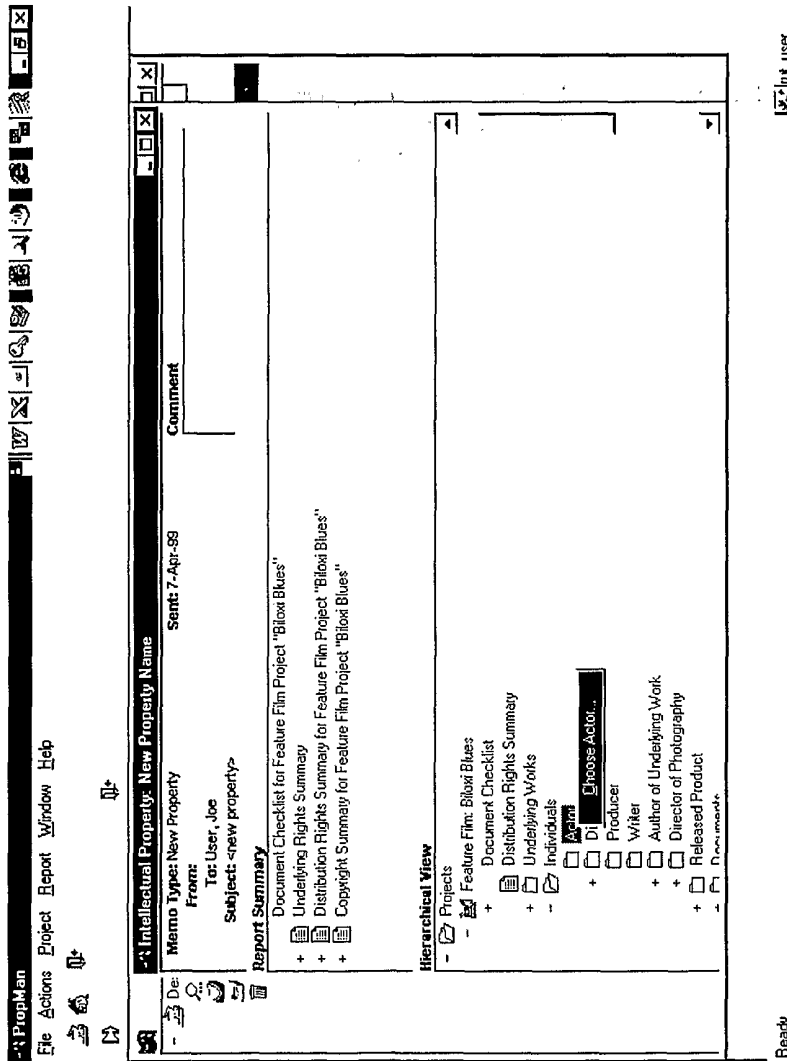 PropMan
File Actions Project Report Window Help
Intellectual Property: New Property Name
De:
Memo Type: New Property
Sent: 7-Apr-99
Comment
From:
To: User, Joe
Subject: <new property>
Report Summary
Document Checklist for Feature Film Project "Biloxi Blues"
+ Underlying Rights Summary
+ Distribution Rights Summary for Feature Film Project "Biloxi Blues"
+ Copyright Summary for Feature Film Project "Biloxi Blues"
Hierarchical View
- Projects
- Feature Film: Biloxi Blues
+ Document Checklist
Distribution Rights Summary
+ Underlying Works
- Individuals
Actor
+ Di
Choose Actor...
Producer
Writer
+ Author of Underlying Work
+ Director of Photography
+ Released Product
- Documents
Ready
user